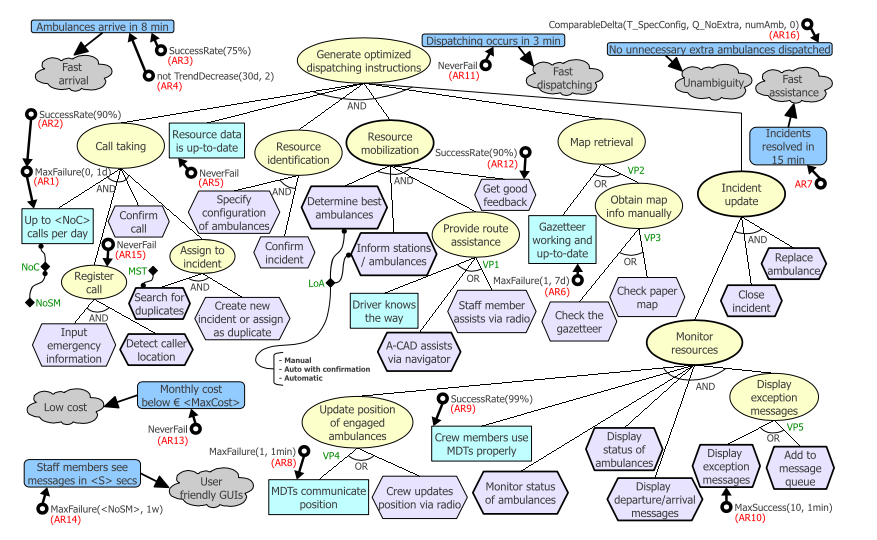 Ambulances arrive in 8 min
SuccessRate(75%)
(AR3)
not TrendDecrease(30d, 2)
(AR4)
Fast
arrival
Generate optimized
dispatching instructions
AND
Dispatching occurs in 3 min
NeverFail
(AR11)
Fast
dispatching
ComparableDelta(T_SpecConfig, Q_NoExtra, numAmb, 0)
(AR16)
No unnecessary extra ambulances dispatched
Unambiguity
Fast
assistance
Incidents
resolved in
15 min
AR7
SuccessRate(90%)
(AR2)
MaxFailure(0, 1d)
(AR1)
Call taking
AND
Resource data
is up-to-date
NeverFail
(AR5)
Resource
identification
AND
Resource
mobilization
AND
SuccessRate(90%)
(AR12)
Get good
feedback
Map retrieval
VP2
OR
Incident
update
AND
Up to <NoC>
calls per day
Confirm
call
NeverFail
(AR15)
Assign to
incident
AND
Register
call
AND
MST
NoC
NoSM
Search for
duplicates
Create new
incident or assign
as duplicate
Input
emergency
information
Detect caller
location
Specify
configuration
of ambulances
Confirm
incident
Determine best
ambulances
Inform stations
/ ambulances
LoA
- Manual
- Auto with confirmation
- Automatic
Provide route
assistance
VP1
OR
Driver knows
the way
A-CAD assists
via navigator
Staff member
assists via radio
Gazetteer
working and
up-to-date
MaxFailure(1, 7d)
(AR6)
Obtain map
info manually
VP3
OR
Check the
gazetteer
Check paper
map
Replace
ambulance
Close
incident
Monitor
resources
AND
Monthly cost
below € <MaxCost>
Low cost
NeverFail
(AR13)
Staff members see
messages in <S> secs
User
friendly GUIs
MaxFailure(<NoSM>, 1w)
(AR14)
Update position
of engaged
ambulances
VP4
OR
MaxFailure(1, 1min)
(AR8)
MDTs communicate
position
Crew updates
position via radio
SuccessRate(99%)
(AR9)
Crew members use
MDTs properly
Monitor status
of ambulances
Display
status of
ambulances
Display
departure/arrival
messages
Display
exception
messages
VP5
OR
Display
exception
messages
Add to
message
queue
MaxSuccess(10, 1min)
(AR10)